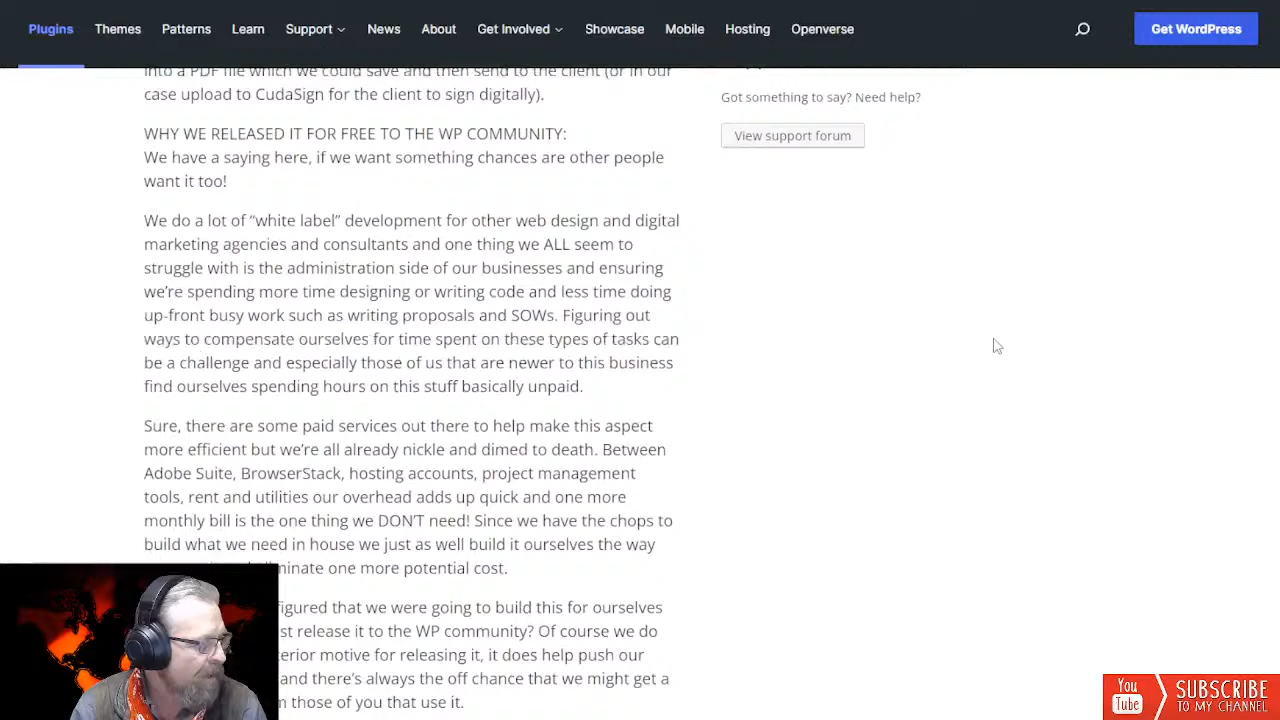 Plugins Themes Patterns Learn Support News About Get Involved Showcase Mobile Hosting Openverse Get WordPress
into a PDF file which we could save and then send to the client (or in our
case upload to CudaSign for the client to sign digitally).
WHY WE RELEASED IT FOR FREE TO THE WP COMMUNITY:
We have a saying here, if we want something chances are other people
want it too!
We do a lot of “white label” development for other web design and digital
marketing agencies and consultants and one thing we ALL seem to
struggle with is the administration side of our businesses and ensuring
we’re spending more time designing or writing code and less time doing
up-front busy work such as writing proposals and SOWs. Figuring out
ways to compensate ourselves for time spent on these types of tasks can
be a challenge and especially those of us that are newer to this business
find ourselves spending hours on this stuff basically unpaid.
Sure, there are some paid services out there to help make this aspect
more efficient but we’re all already nickle and dimed to death. Between
Adobe Suite, BrowserStack, hosting accounts, project management
tools, rent and utilities our overhead adds up quick and one more
monthly bill is the one thing we DON’T need! Since we have the chops to
build what we need in house we just as well build it ourselves the way
one more potential cost.
that we were going to build this for ourselves
release it to the WP community? Of course we do
motive for releasing it, it does help push our
and there’s always the off chance that we might get a
those of you that use it.
Got something to say? Need help?
View support forum
You
Tube
SUBSCRIBE
TO MY CHANNEL